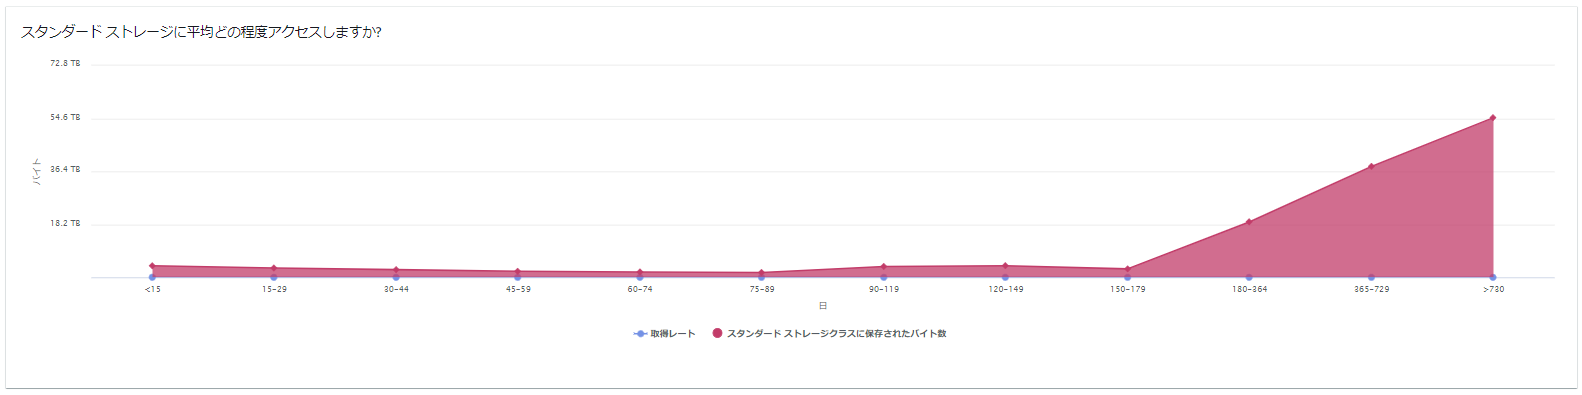 スタンダード ストレージに平均どの程度アクセスしますか?
72.8 TB
54.6 TB
36.4 TB
18.2 TB
バイト
<15
15-29
30-44
45-59
60-74
75-89
90-119
120-149
150-179
180-364
365-729
>730
日
取得レート
スタンダード ストレージクラスに保存されたバイト数